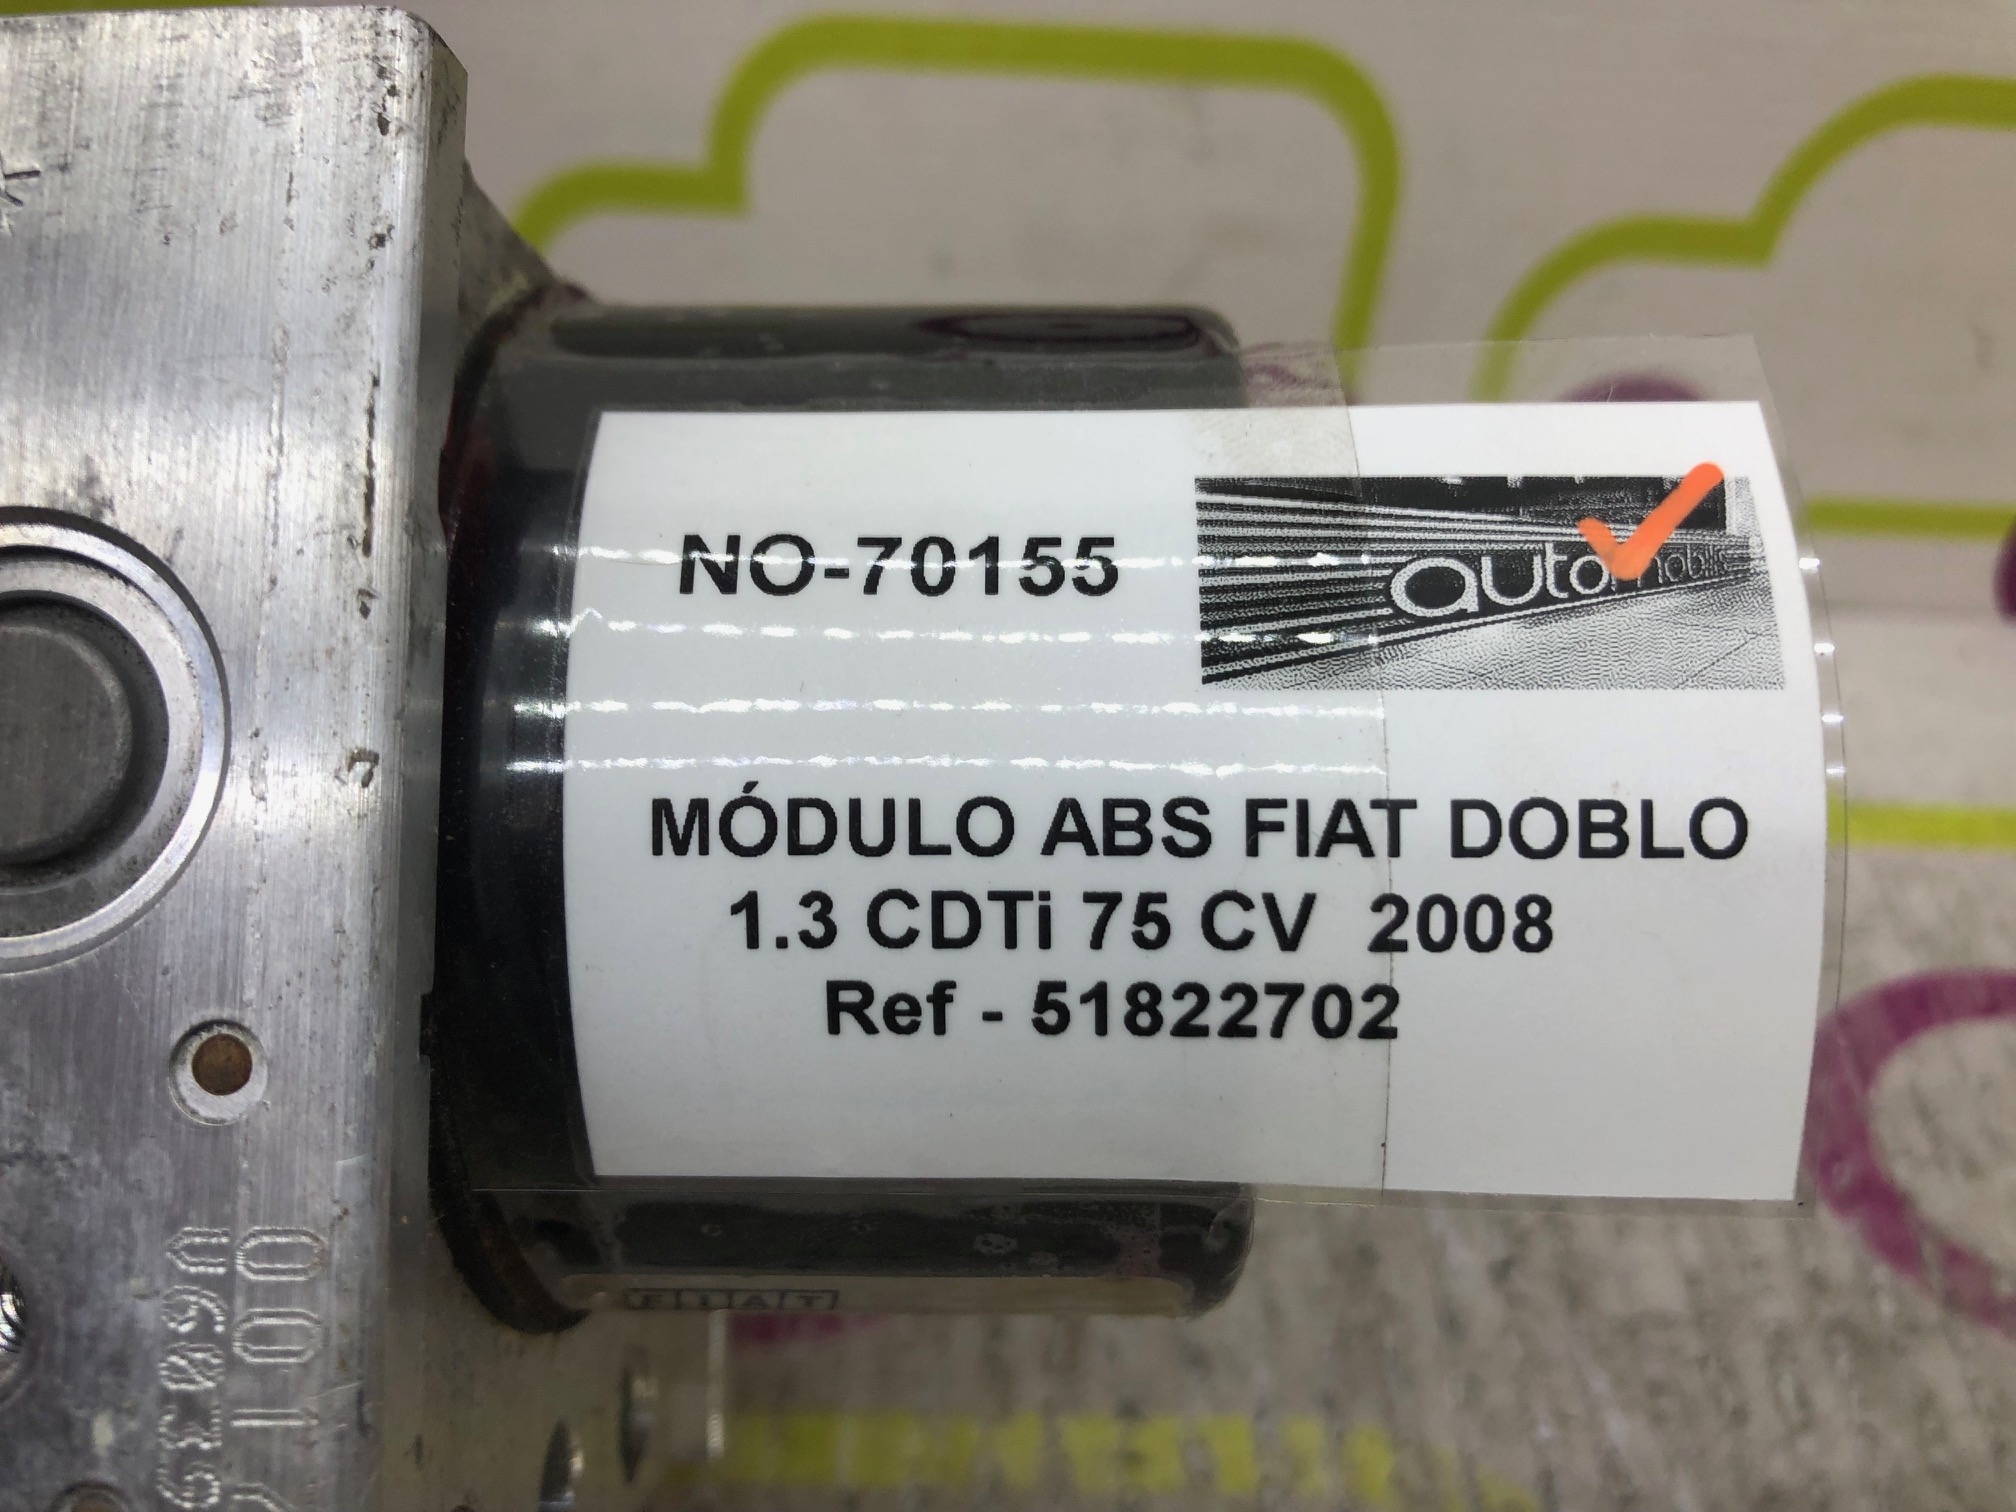 NO-70155
auto
MÓDULO ABS FIAT DOBLO
1.3 CDTi 75 CV 2008
Ref - 51822702
FIAT